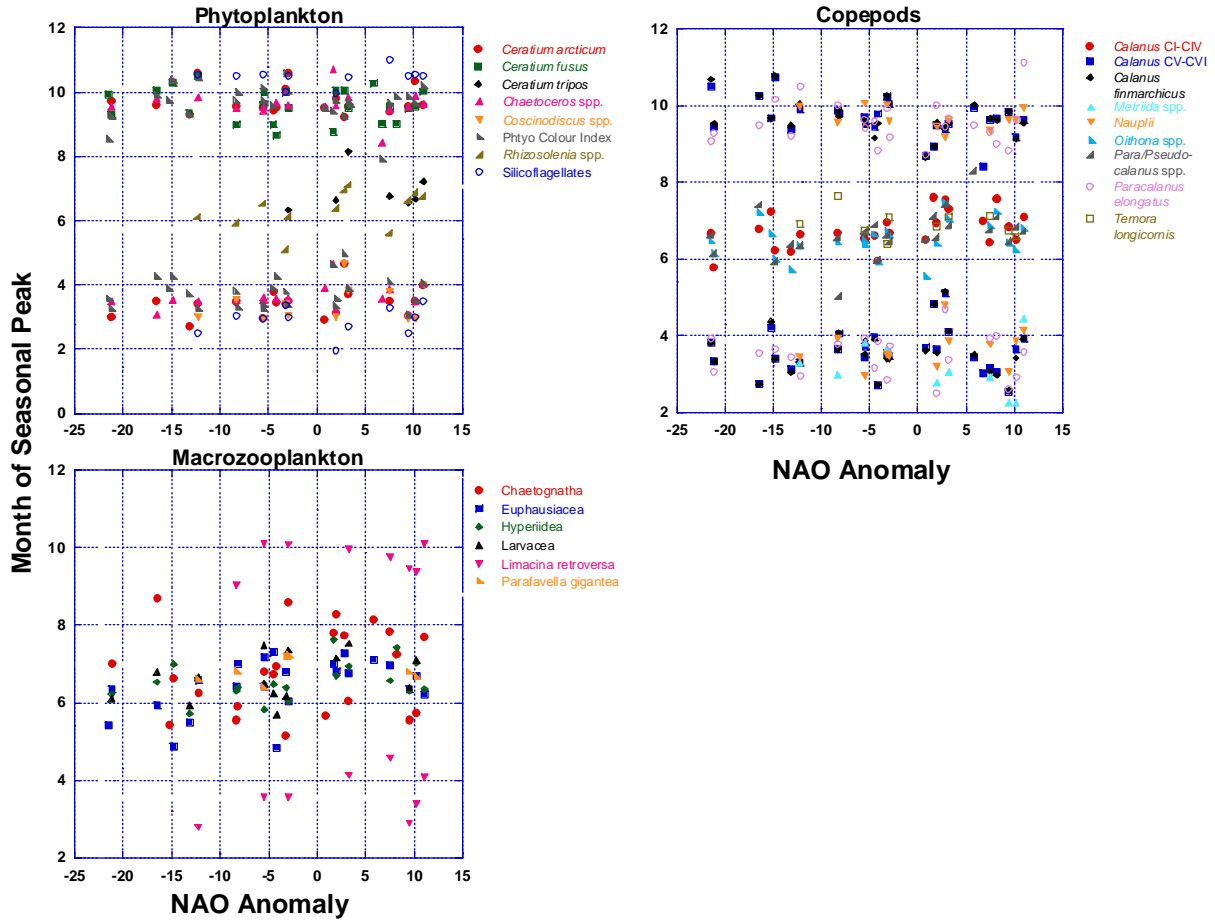 Phytoplankton
12
10
8
6
4
2
0
-25 -20 -15 -10 -5 0 5 10 15
Ceratium arcticum
Ceratium fusus
Ceratium tripos
Chaetoceros spp.
Coscinodiscus spp.
Phtyo Colour Index
Rhizosolenia spp.
Silicoflagellates
Copepods
12
10
8
6
4
2
-25 -20 -15 -10 -5 0 5 10 15
NAO Anomaly
Calanus CI-CIV
Calanus CV-CVI
Calanus
finmarchicus
Metriida spp.
Nauplii
Oithona spp.
Para/Pseudo-
calanus spp.
Paracalanus
elongatus
Temora
longicornis
Month of Seasonal Peak
Macrozooplankton
12
10
8
6
4
2
-25 -20 -15 -10 -5 0 5 10 15
NAO Anomaly
Chaetognatha
Euphausiacea
Hyperiidea
Larvacea
Limacina retroversa
Parafavella gigantea